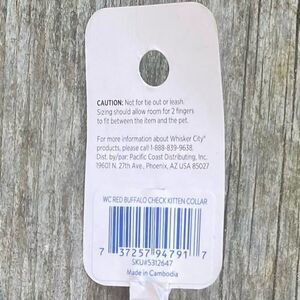 CAUTION: Not for tie out or leash.
Sizing should allow room for 2 fingers
to fit between the item and the pet.
For more information about Whisker City®
products, please call 1-888-839-9638.
Dist. by/par: Pacific Coast Distributing, Inc.
19601 N. 27th Ave., Phoenix, AZ USA 85027
WC RED BUFFALO CHECK KITTEN COLLAR
7 37257 94791 7
SKU#5312647
Made in Cambodia